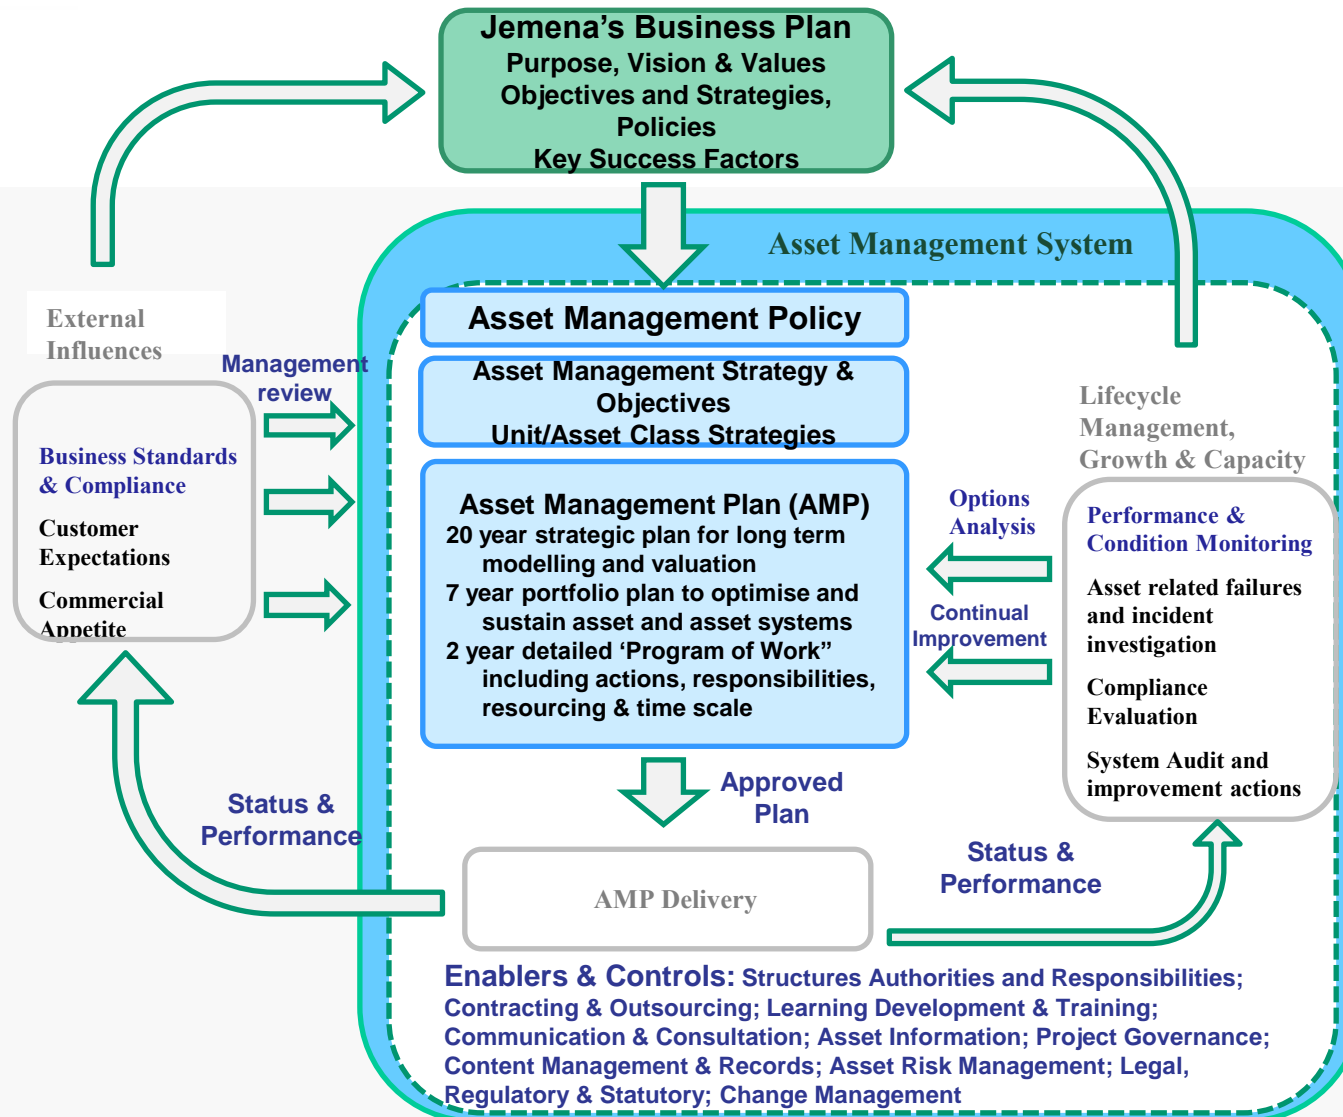 Jemena’s Business Plan
Purpose, Vision & Values
Objectives and Strategies,
Policies
Key Success Factors
Asset Management System
External
Influences
Management
review
Business Standards
& Compliance
Customer
Expectations
Commercial
Appetite
Asset Management Policy
Asset Management Strategy &
Objectives
Unit/Asset Class Strategies
Asset Management Plan (AMP)
20 year strategic plan for long term
modelling and valuation
7 year portfolio plan to optimise and
sustain asset and asset systems
2 year detailed ‘Program of Work”
including actions, responsibilities,
resourcing & time scale
Options
Analysis
Continual
Improvement
Lifecycle
Management,
Growth & Capacity
Performance &
Condition Monitoring
Asset related failures
and incident
investigation
Compliance
Evaluation
System Audit and
improvement actions
Approved
Plan
Status &
Performance
AMP Delivery
Status &
Performance
Enablers & Controls: Structures Authorities and Responsibilities;
Contracting & Outsourcing; Learning Development & Training;
Communication & Consultation; Asset Information; Project Governance;
Content Management & Records; Asset Risk Management; Legal,
Regulatory & Statutory; Change Management